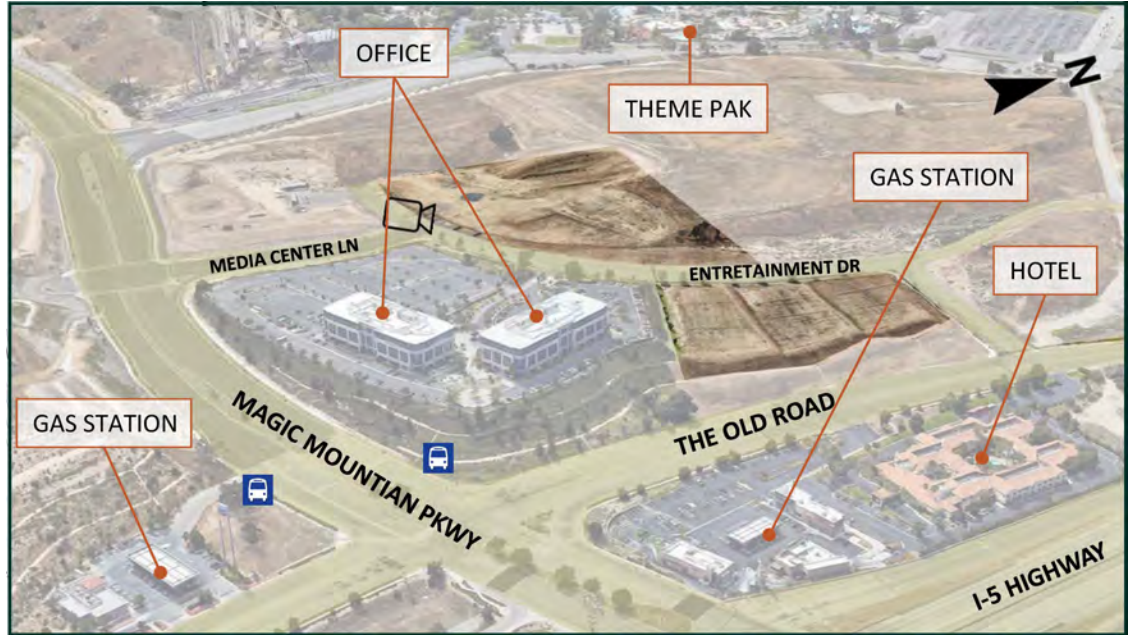 OFFICE
THEME PAK
N
GAS STATION
MEDIA CENTER LN
ENTRETAINMENT DR
HOTEL
GAS STATION
MAGIC MOUNTIAN PKWY
THE OLD ROAD
I-5 HIGHWAY